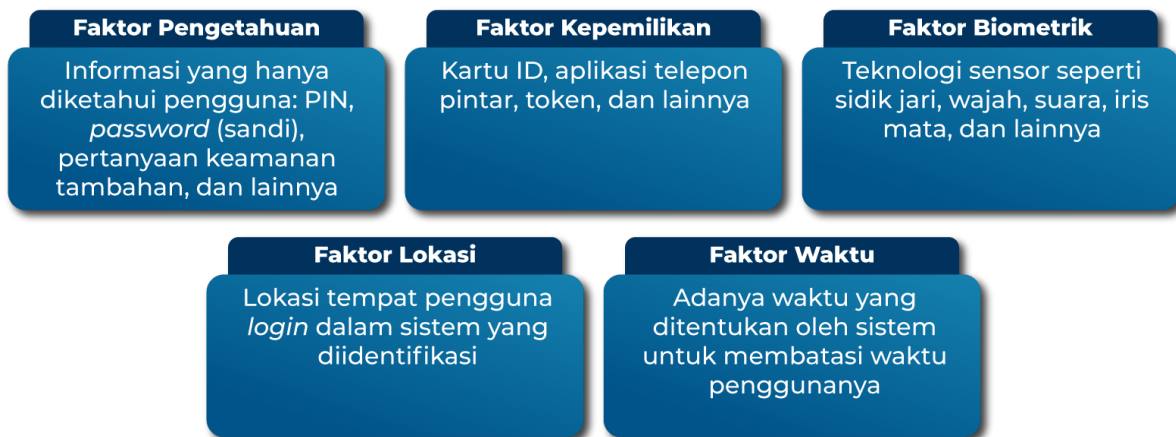 Faktor Pengetahuan
Informasi yang hanya
diketahui pengguna: PIN,
password (sandi),
pertanyaan keamanan
tambahan, dan lainnya
Faktor Kepemilikan
Kartu ID, aplikasi telepon
pintar, token, dan lainnya
Faktor Biometrik
Teknologi sensor seperti
sidik jari, wajah, suara, iris
mata, dan lainnya
Faktor Lokasi
Lokasi tempat pengguna
login dalam sistem yang
diidentifikasi
Faktor Waktu
Adanya waktu yang
ditentukan oleh sistem
untuk membatasi waktu
penggunanya